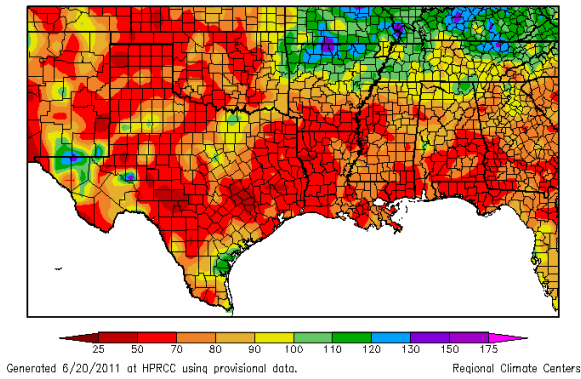 25 50 70 80 90 100 110 120 130 150 175
Generated 6/20/2011 at HPRCC using provisional data. Regional Climate Centers